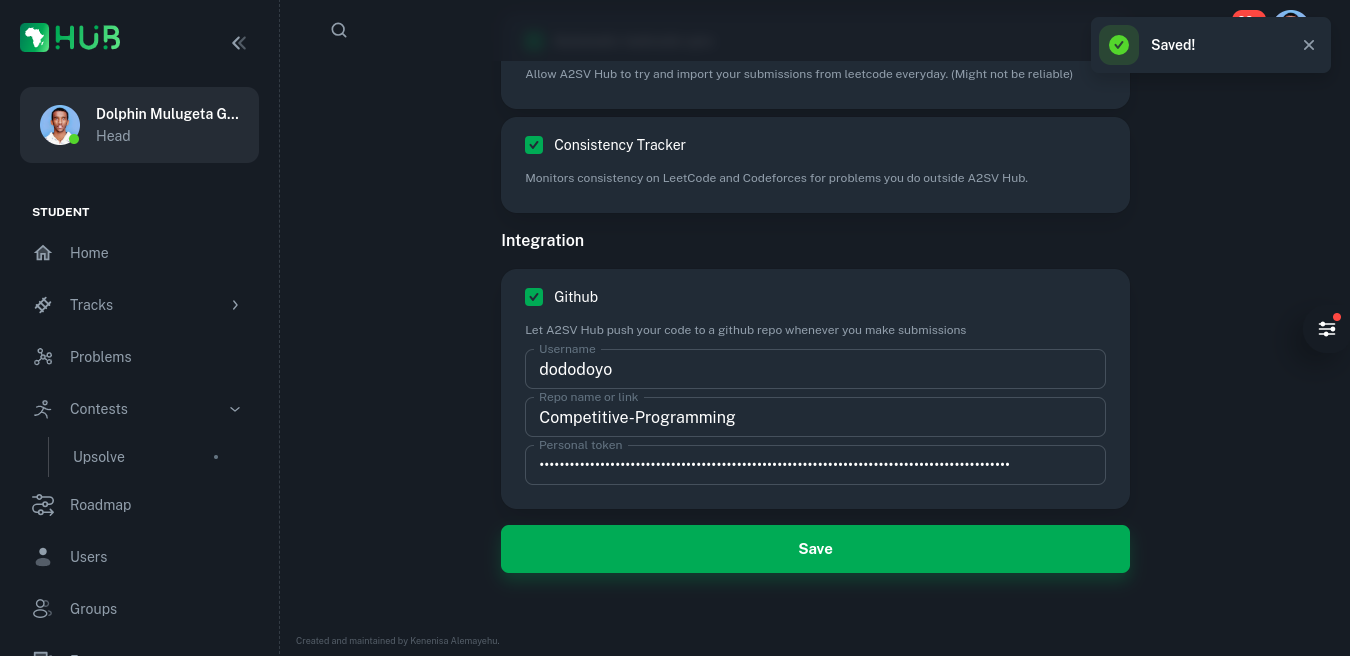 HUB
Dolphin Mulugeta G...
Head
STUDENT
Home
Tracks
Problems
Contests
Upsolve
Roadmap
Users
Groups
Saved!
Allow A2SV Hub to try and import your submissions from leetcode everyday. (Might not be reliable)
Consistency Tracker
Monitors consistency on LeetCode and Codeforces for problems you do outside A2SV Hub.
Integration
Github
Let A2SV Hub push your code to a github repo whenever you make submissions
Username
dododoyo
Repo name or link
Competitive-Programming
Personal token
Save
Created and maintained by Kenenisa Alemayehu.